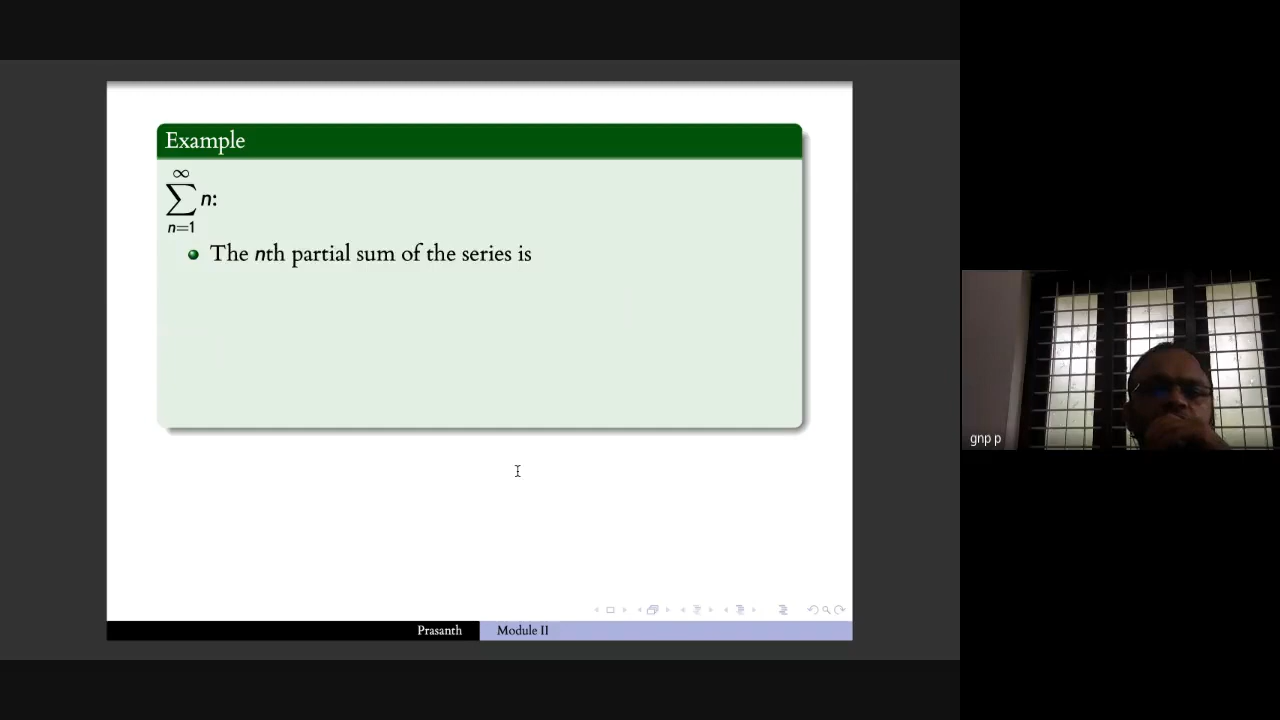 Example
∞
∑ n:
n=1
The nth partial sum of the series is
gnp p
Prasanth Module II